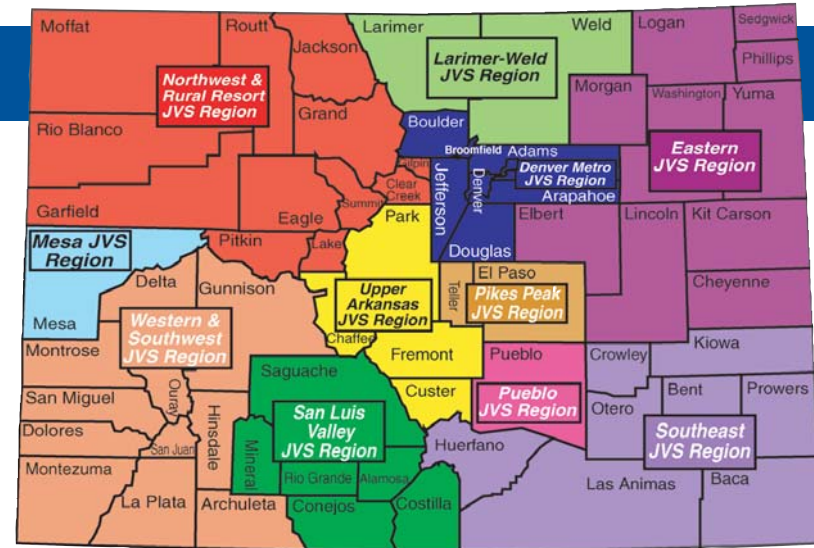 Moffat
Routt
Jackson
Larimer
Weld
Logan
Sedgwick
Phillips
Northwest &
Rural Resort
JVS Region
Larimer-Weld
JVS Region
Morgan
Washington
Yuma
Rio Blanco
Grand
Boulder
Broomfield
Adams
Eastern
JVS Region
Denver Metro
JVS Region
Gilpin
Clear
Creek
Jefferson
Denver
Arapahoe
Garfield
Eagle
Summit
Park
Douglas
Elbert
Lincoln
Kit Carson
Mesa JVS
Region
Pitkin
Lake
Delta
Gunnison
Upper
Arkansas
JVS Region
Teller
El Paso
Pikes Peak
JVS Region
Cheyenne
Mesa
Western &
Southwest
JVS Region
Chaffee
Montrose
Fremont
Pueblo
Crowley
Kiowa
Saguache
San Miguel
Ouray
Hinsdale
Custer
Pueblo
JVS Region
Otero
Bent
Prowers
San Luis
Valley
JVS Region
Southeast
JVS Region
Dolores
San Juan
Mineral
Huerfano
Montezuma
Rio Grande
Alamosa
Las Animas
Baca
La Plata
Archuleta
Conejos
Costilla